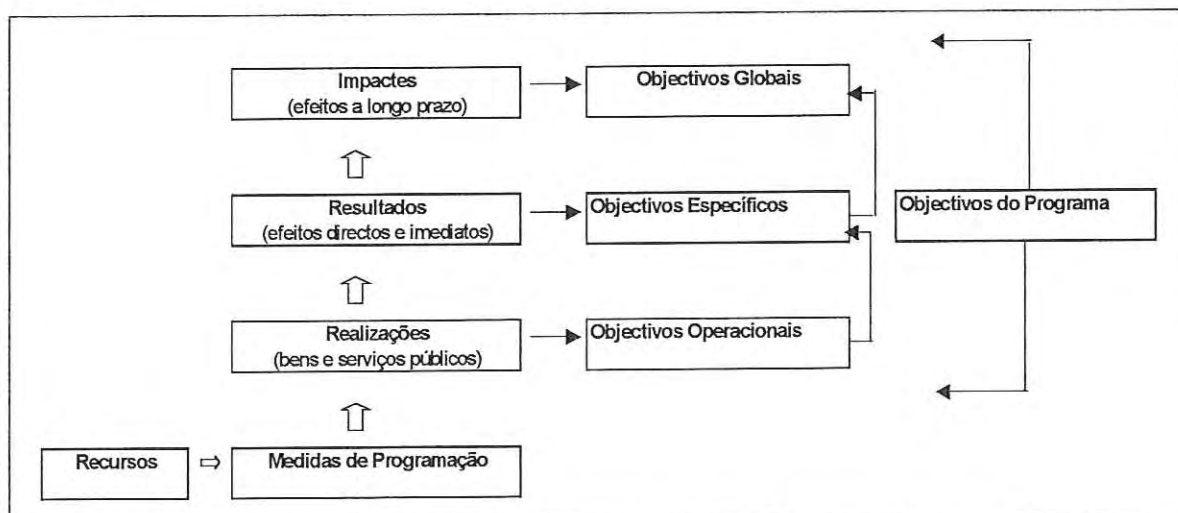 Impactes
(efeitos a longo prazo)
Objectivos Globais
Resultados
(efeitos directos e imediatos)
Objectivos Específicos
Objectivos do Programa
Realizações
(bens e serviços públicos)
Objectivos Operacionais
Recursos
Medidas de Programação